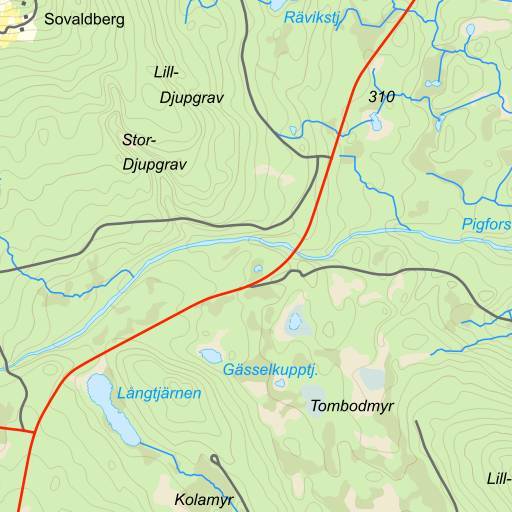 Sovaldberg
Rävikstj
Lill-
Djupgrav
310
Stor-
Djupgrav
Pigfors
Gässelkupptj.
Långtjärnen
Tombodmyr
Lill-
Kolamyr